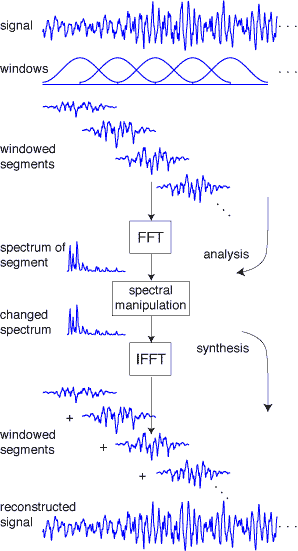 signal
windows
windowed
segments
FFT
spectrum of
segment
analysis
spectral
manipulation
changed
spectrum
synthesis
IFFT
+
windowed
segments
+
+
reconstructed
signal